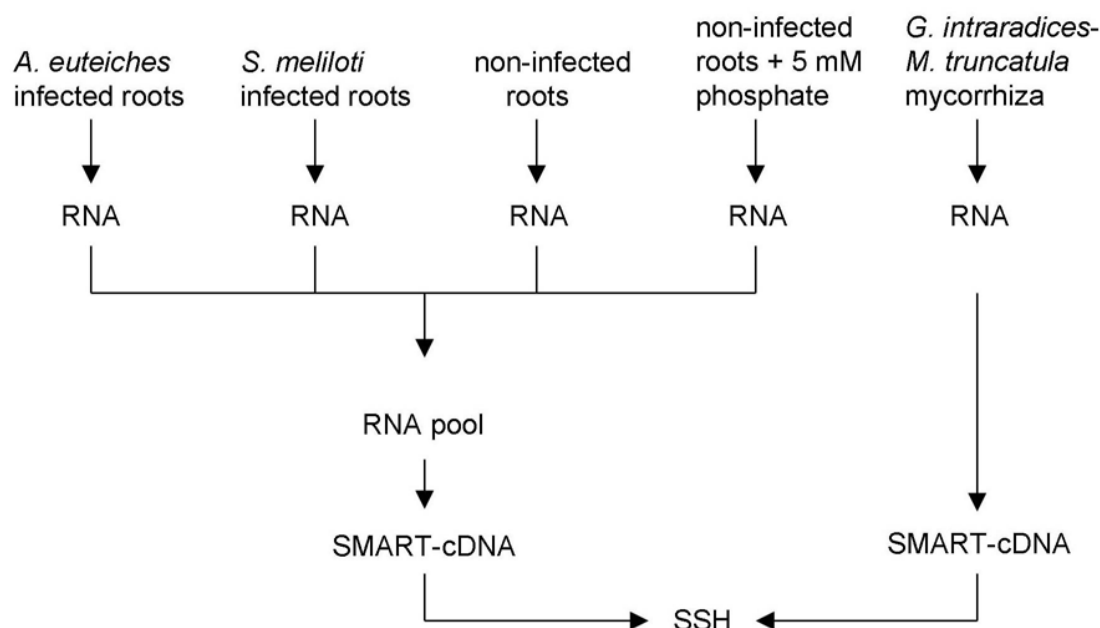 A. euteiches
infected roots
S. meliloti
infected roots
non-infected
roots
non-infected
roots + 5 mM
phosphate
G. intraradices-
M. truncatula
mycorrhiza
RNA
RNA
RNA
RNA
RNA
RNA pool
SMART-cDNA
SMART-cDNA
SSH